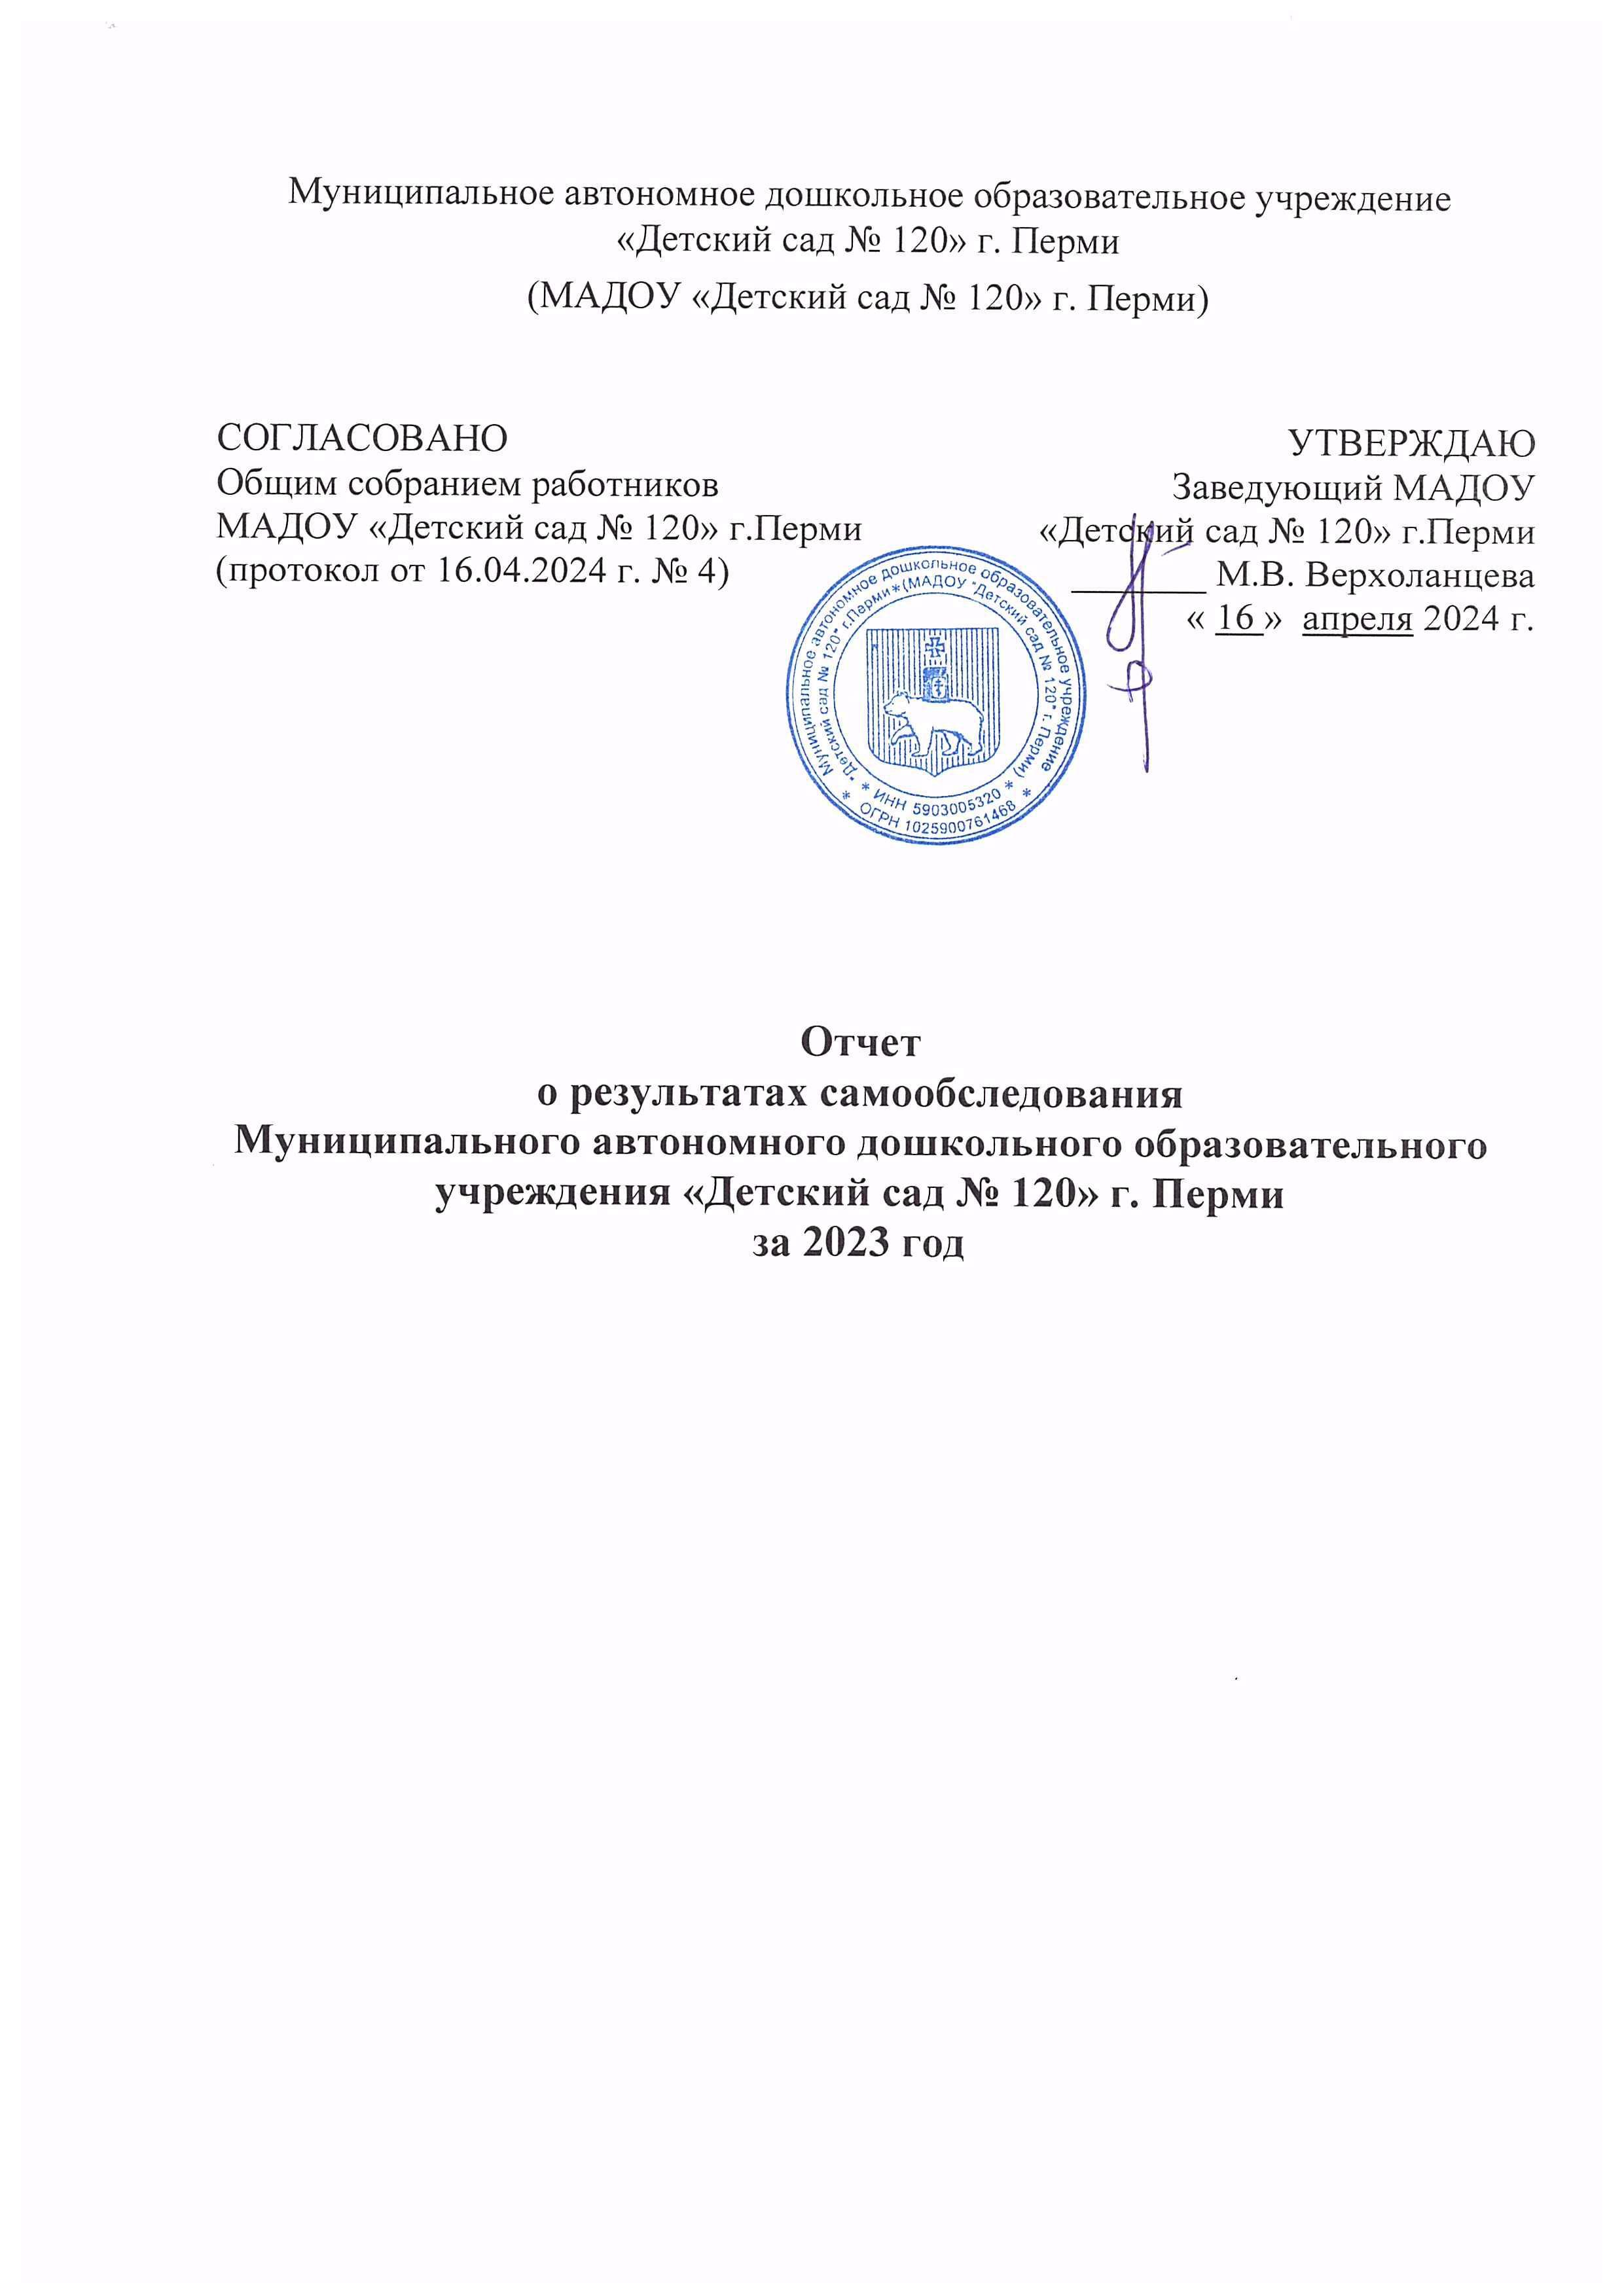 Муниципальное автономное дошкольное образовательное учреждение
«Детский сад № 120» г. Перми
(МАДОУ «Детский сад № 120» г. Перми)
СОГЛАСОВАНО
Общим собранием работников
МАДОУ «Детский сад № 120» г.Перми
(протокол от 16.04.2024 г. № 4)
УТВЕРЖДАЮ
Заведующий МАДОУ
«Детский сад № 120» г.Перми
________ М.В. Верхоланцева
« 16 » апреля 2024 г.
Муниципальное автономное дошкольное образовательное учреждение
"Детский сад № 120" г.Перми*(МАДОУ "Детский сад № 120" г. Перми)
* ИНН 5903005320 *
* ОГРН 1025900761468 *
Отчет
о результатах самообследования
Муниципального автономного дошкольного образовательного
учреждения «Детский сад № 120» г. Перми
за 2023 год